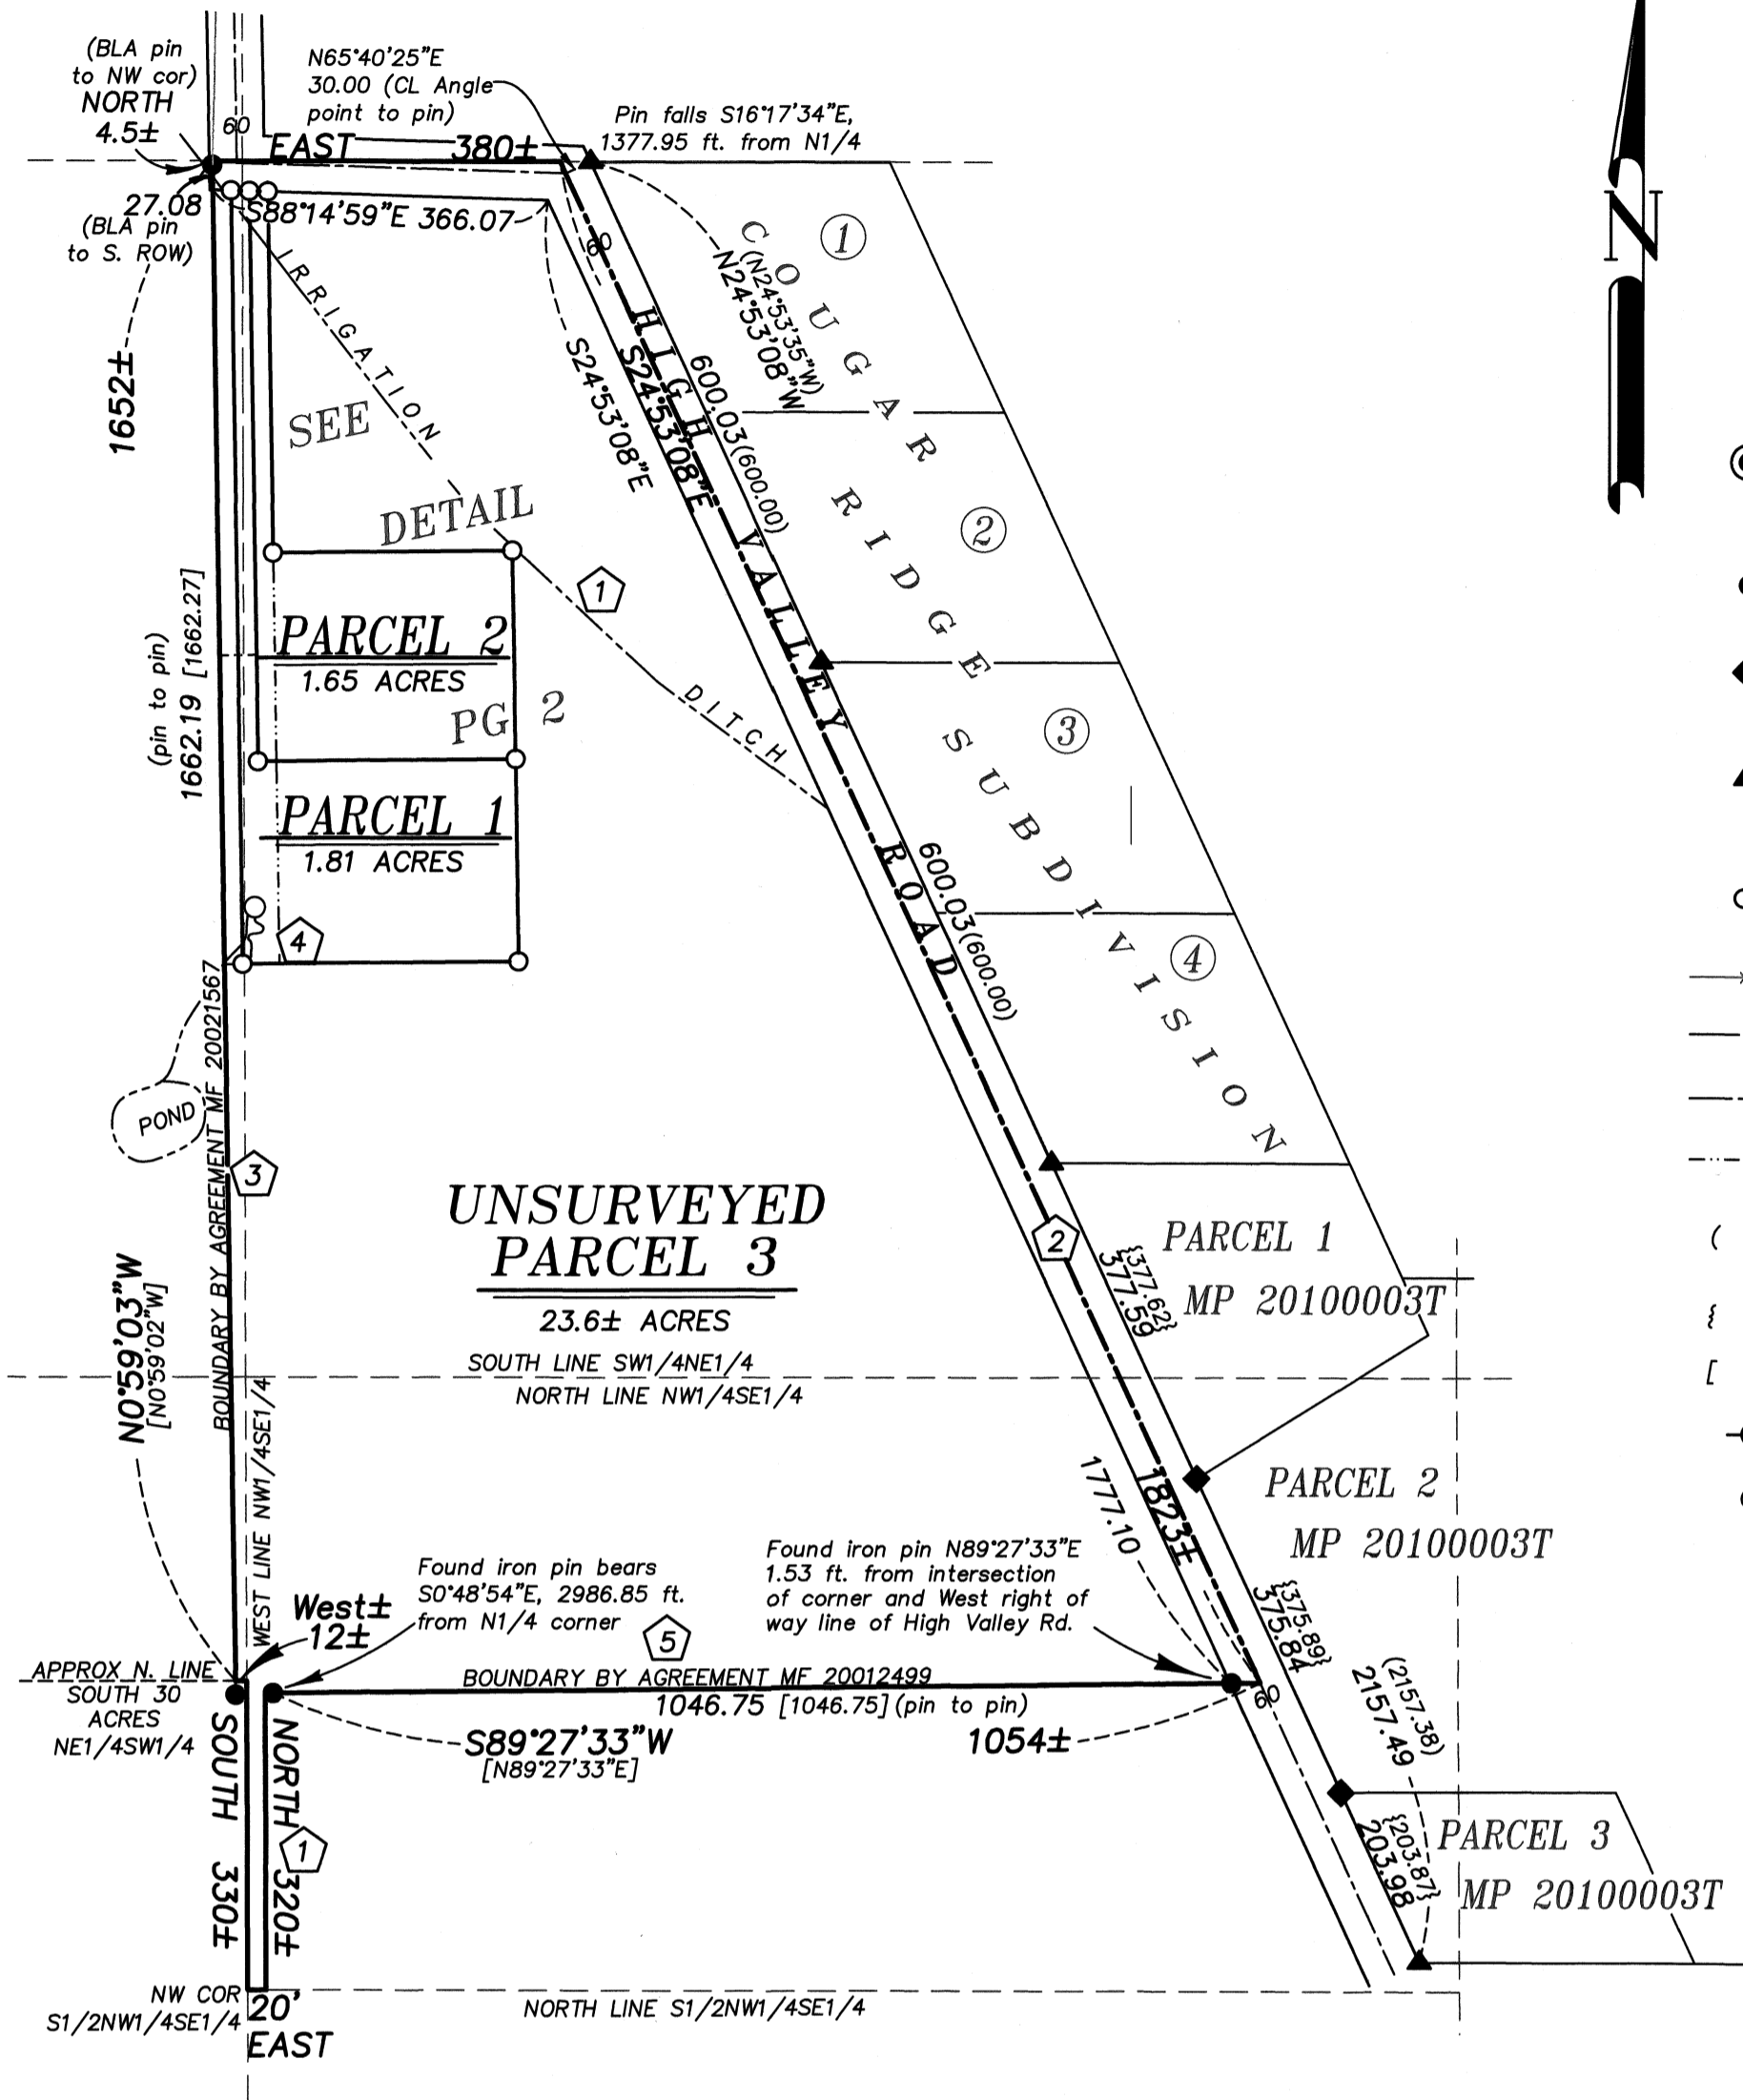 (BLA pin
to NW cor)
NORTH
4.5±
N65°40'25"E
30.00 (CL Angle
point to pin)
Pin falls S16°17'34"E,
1377.95 ft. from N1/4
60
EAST 380±
27.08
(BLA pin
to S. ROW)
S88°14'59"E 366.07
1652±
IRRIGATION
DITCH
60
N
COUGAR RIDGE SUBDIVISION
1
2
3
4
(N24°53'35"W)
N24°53'08"W
S24°53'08"E
S24°53'08"E
HIGH VALLEY ROAD
600.03(600.00)
600.03(600.00)
SEE
DETAIL
PG 2
1
PARCEL 2
1.65 ACRES
(pin to pin)
1662.19 [1662.27]
PARCEL 1
1.81 ACRES
4
BOUNDARY BY AGREEMENT MF 20021567
POND
3
UNSURVEYED
PARCEL 3
23.6± ACRES
2
PARCEL 1
MP 20100003T
{377.62}
377.59
N0°59'03"W
[N0°59'02"W]
SOUTH LINE SW1/4NE1/4
NORTH LINE NW1/4SE1/4
WEST LINE NW1/4SE1/4
PARCEL 2
MP 20100003T
1777.10
1823±
{375.89}
375.84
Found iron pin bears
S0°48'54"E, 2986.85 ft.
from N1/4 corner
Found iron pin N89°27'33"E
1.53 ft. from intersection
of corner and West right of
way line of High Valley Rd.
West±
12±
5
APPROX N. LINE
SOUTH 30
ACRES
NE1/4SW1/4
BOUNDARY BY AGREEMENT MF 20012499
1046.75 [1046.75] (pin to pin)
60
S89°27'33"W
[N89°27'33"E]
1054±
(2157.38)
2157.49
SOUTH 330±
NORTH 320±
1
{203.87}
203.98
PARCEL 3
MP 20100003T
NW COR
S1/2NW1/4SE1/4
20'
EAST
NORTH LINE S1/2NW1/4SE1/4
(
{
[